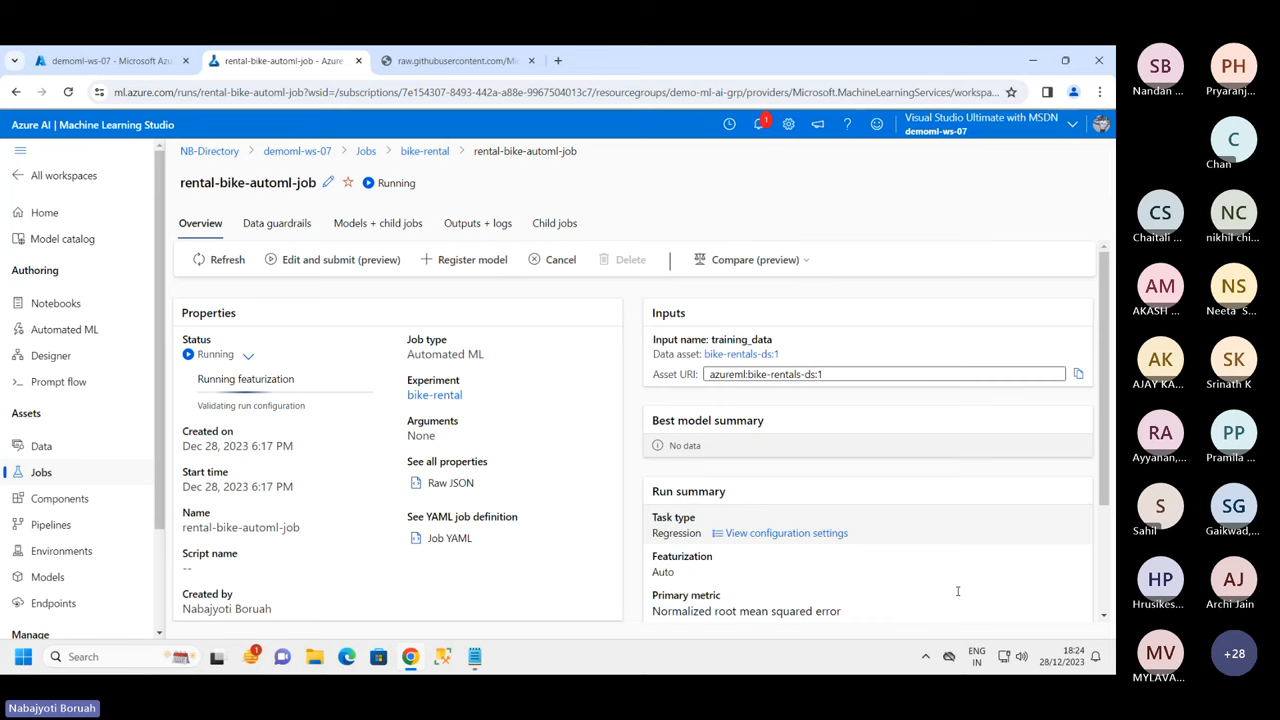 demoml-ws-07 - Microsoft Azure
rental-bike-automl-job - Azure
raw.githubusercontent.com/Mi
ml.azure.com/runs/rental-bike-automl-job?wsid=/subscriptions/7e154307-8493-442a-a88e-9967504013c7/resourcegroups/demo-ml-ai-grp/providers/Microsoft.MachineLearningServices/workspa...
Azure AI | Machine Learning Studio
1
Visual Studio Ultimate with MSDN
demoml-ws-07
All workspaces
Home
Model catalog
Authoring
Notebooks
Automated ML
Designer
Prompt flow
Assets
Data
Jobs
Components
Pipelines
Environments
Models
Endpoints
Manage
NB-Directory > demoml-ws-07 > Jobs > bike-rental > rental-bike-automl-job
rental-bike-automl-job Running
Overview Data guardrails Models + child jobs Outputs + logs Child jobs
Refresh Edit and submit (preview) Register model Cancel Delete Compare (preview)
Properties
Status
Running
Running featurization
Validating run configuration
Created on
Dec 28, 2023 6:17 PM
Start time
Dec 28, 2023 6:17 PM
Name
rental-bike-automl-job
Script name
--
Created by
Nabajyoti Boruah
Job type
Automated ML
Experiment
bike-rental
Arguments
None
See all properties
Raw JSON
See YAML job definition
Job YAML
Inputs
Input name: training_data
Data asset: bike-rentals-ds:1
Asset URI: azureml:bike-rentals-ds:1
Best model summary
No data
Run summary
Task type
Regression View configuration settings
Featurization
Auto
Primary metric
Normalized root mean squared error
Search
1
ENG
IN
18:24
28/12/2023
Nabajyoti Boruah
SB
Nandan ...
PH
Pryaranj...
C
Chan
CS
Chaitali ...
NC
nikhil chi...
AM
AKASH ...
NS
Neeta S...
AK
AJAY KA...
SK
Srinath K
RA
Ayyanan,...
PP
Pramila ...
S
Sahil
SG
Gaikwad,...
HP
Hrusikes...
AJ
Archi Jain
MV
MYLAVA...
+28